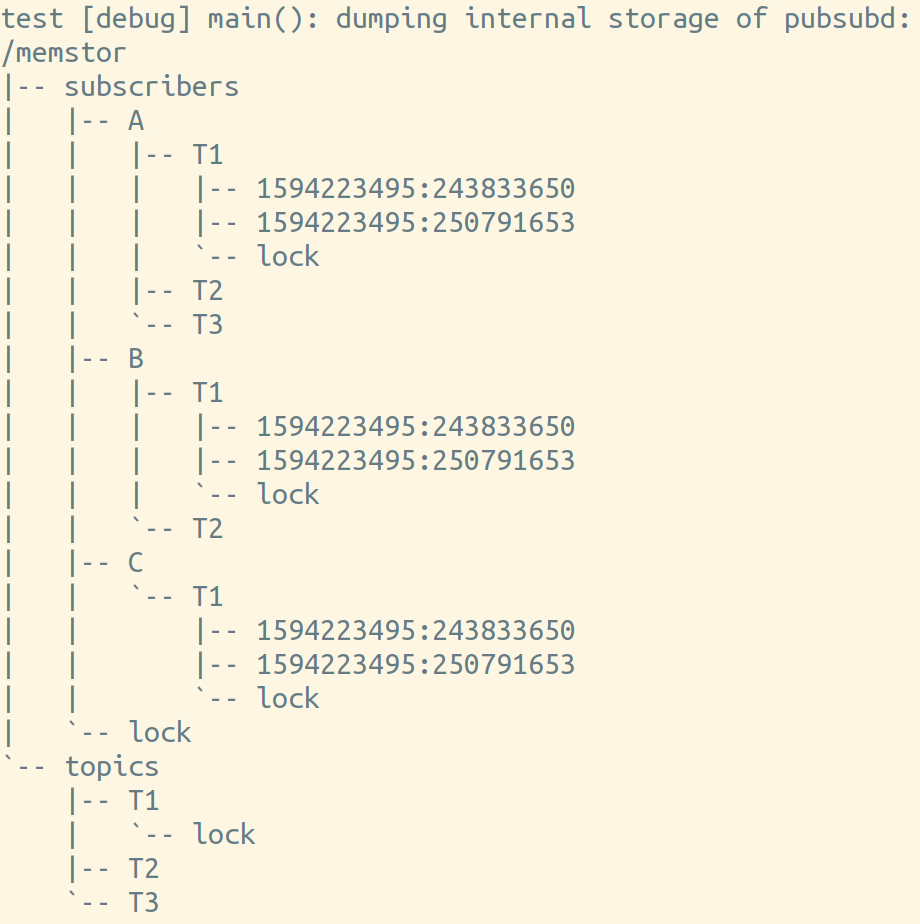 test [debug] main(): dumping internal storage of pubsubd:
/memstor
|-- subscribers
|   |-- A
|   |   |-- T1
|   |   |   |-- 1594223495:243833650
|   |   |   |-- 1594223495:250791653
|   |   |   `-- lock
|   |   |-- T2
|   |   `-- T3
|   |-- B
|   |   |-- T1
|   |   |   |-- 1594223495:243833650
|   |   |   |-- 1594223495:250791653
|   |   |   `-- lock
|   |   `-- T2
|   |-- C
|   |   `-- T1
|   |       |-- 1594223495:243833650
|   |       |-- 1594223495:250791653
|   |       `-- lock
|   `-- lock
`-- topics
    |-- T1
    |   `-- lock
    |-- T2
    `-- T3